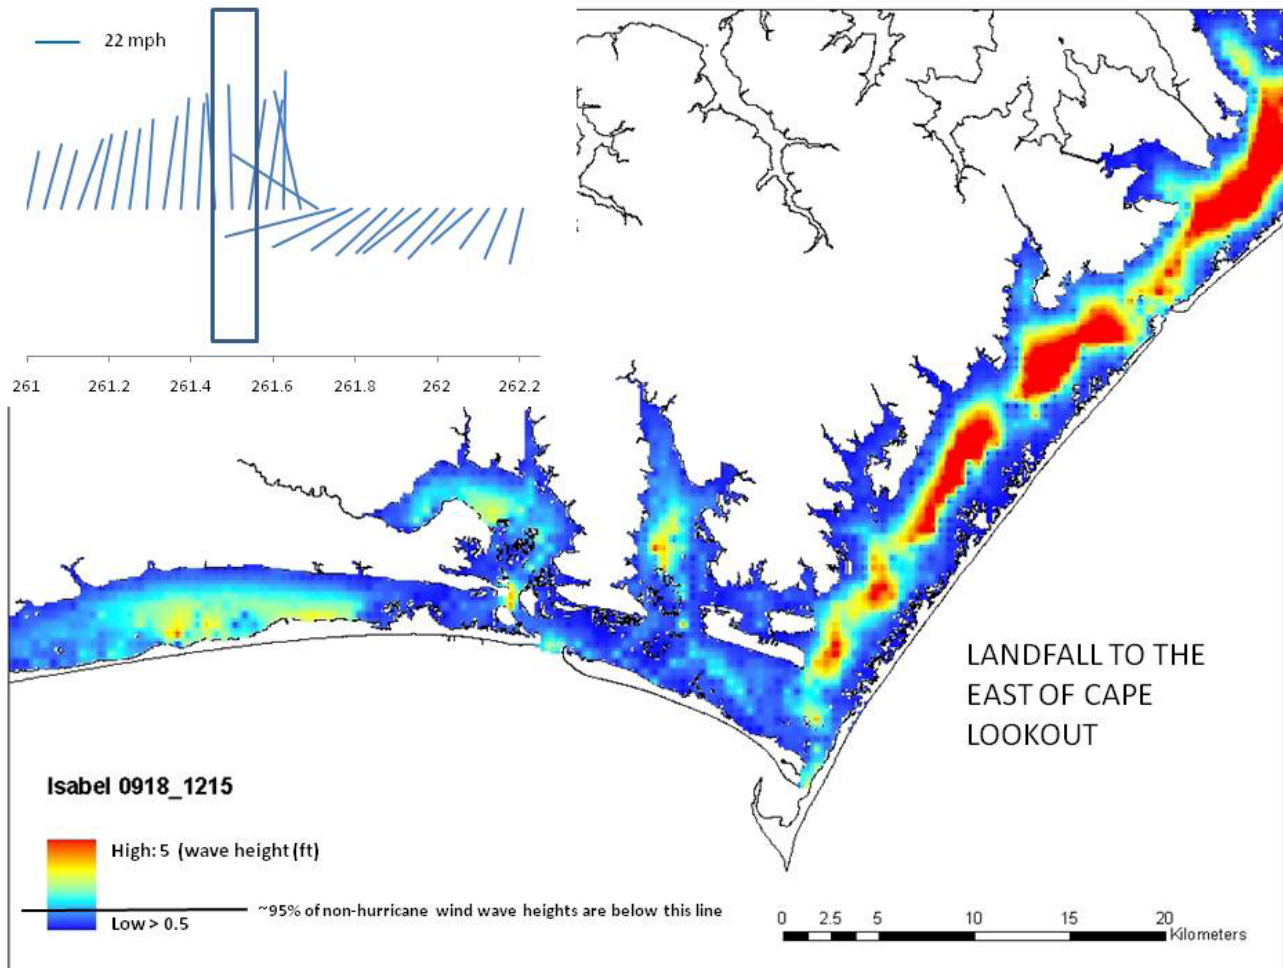 22 mph
261 261.2 261.4 261.6 261.8 262 262.2
LANDFALL TO THE
EAST OF CAPE
LOOKOUT
Isabel 0918_1215
High: 5 (wave height (ft)
~95% of non-hurricane wind wave heights are below this line
Low > 0.5
0 2.5 5 10 15 20
Kilometers